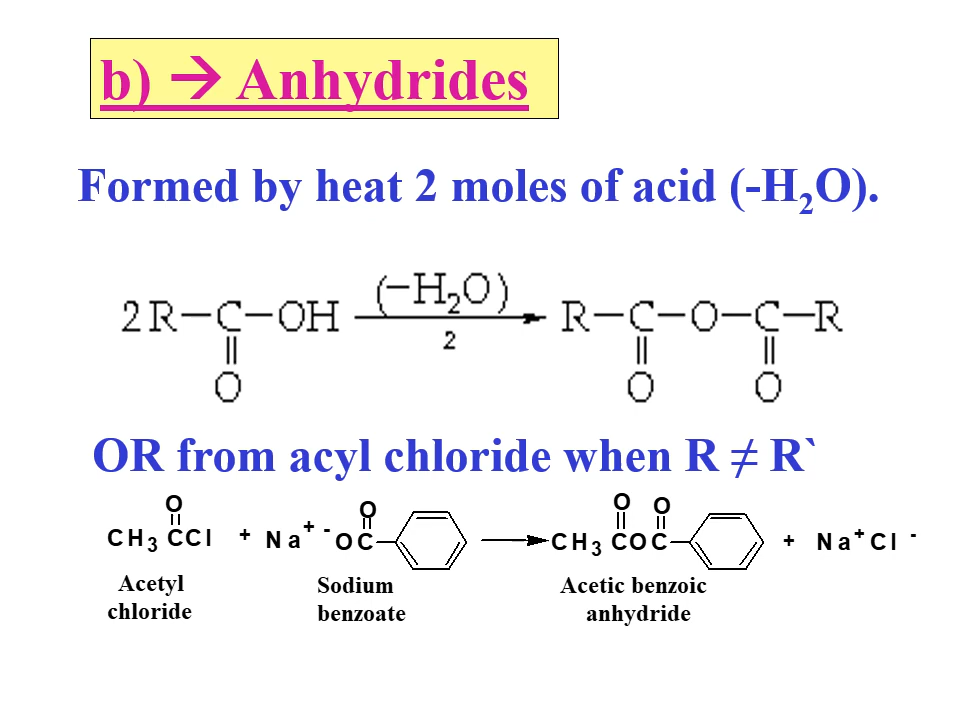 b) → Anhydrides
Formed by heat 2 moles of acid (-H₂O).
2R—C—OH (—H₂O) R—C—O—C—R
2
O O O
OR from acyl chloride when R ≠ R`
O O O O
CH₃ CCl + Na⁺ ⁻OC CH₃ COC + Na⁺Cl⁻
Acetyl Sodium Acetic benzoic
chloride benzoate anhydride